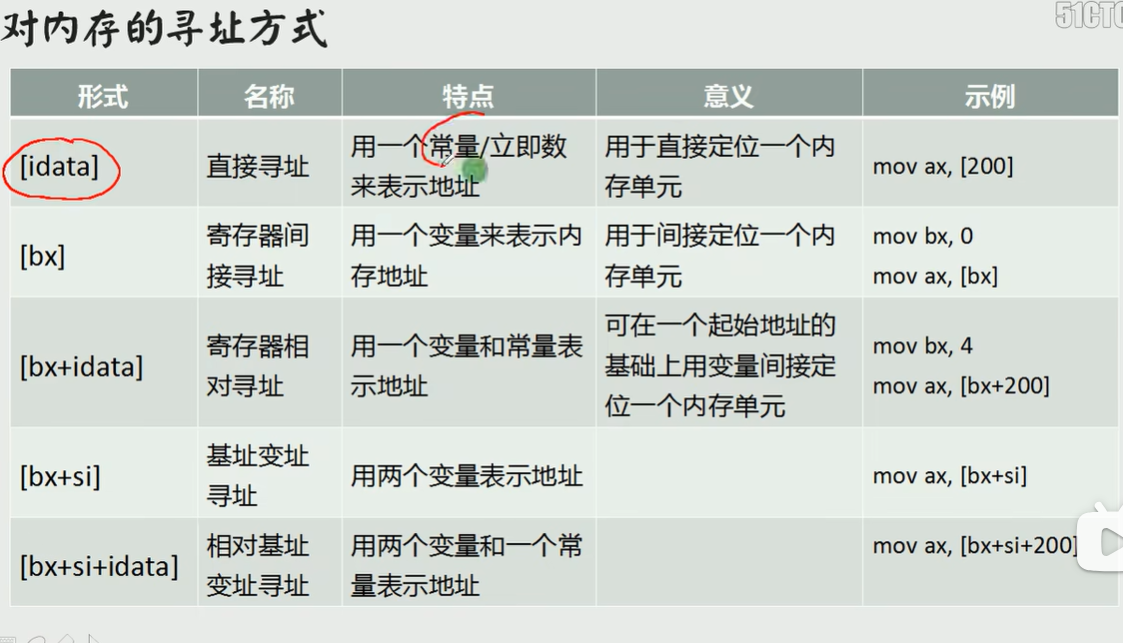 对内存的寻址方式
51CTO
形式 名称 特点 意义 示例
[idata] 直接寻址 用一个常量/立即数 用于直接定位一个内 mov ax, [200]
来表示地址 存单元
[bx] 寄存器间 用一个变量来表示内 用于间接定位一个内 mov bx, 0
接寻址 存地址 存单元 mov ax, [bx]
[bx+idata] 寄存器相 用一个变量和常量表 可在一个起始地址的 mov bx, 4
对寻址 示地址 基础上用变量间接定 mov ax, [bx+200]
位一个内存单元
[bx+si] 基址变址 用两个变量表示地址 mov ax, [bx+si]
寻址
[bx+si+idata] 相对基址 用两个变量和一个常 mov ax, [bx+si+200]
变址寻址 量表示地址